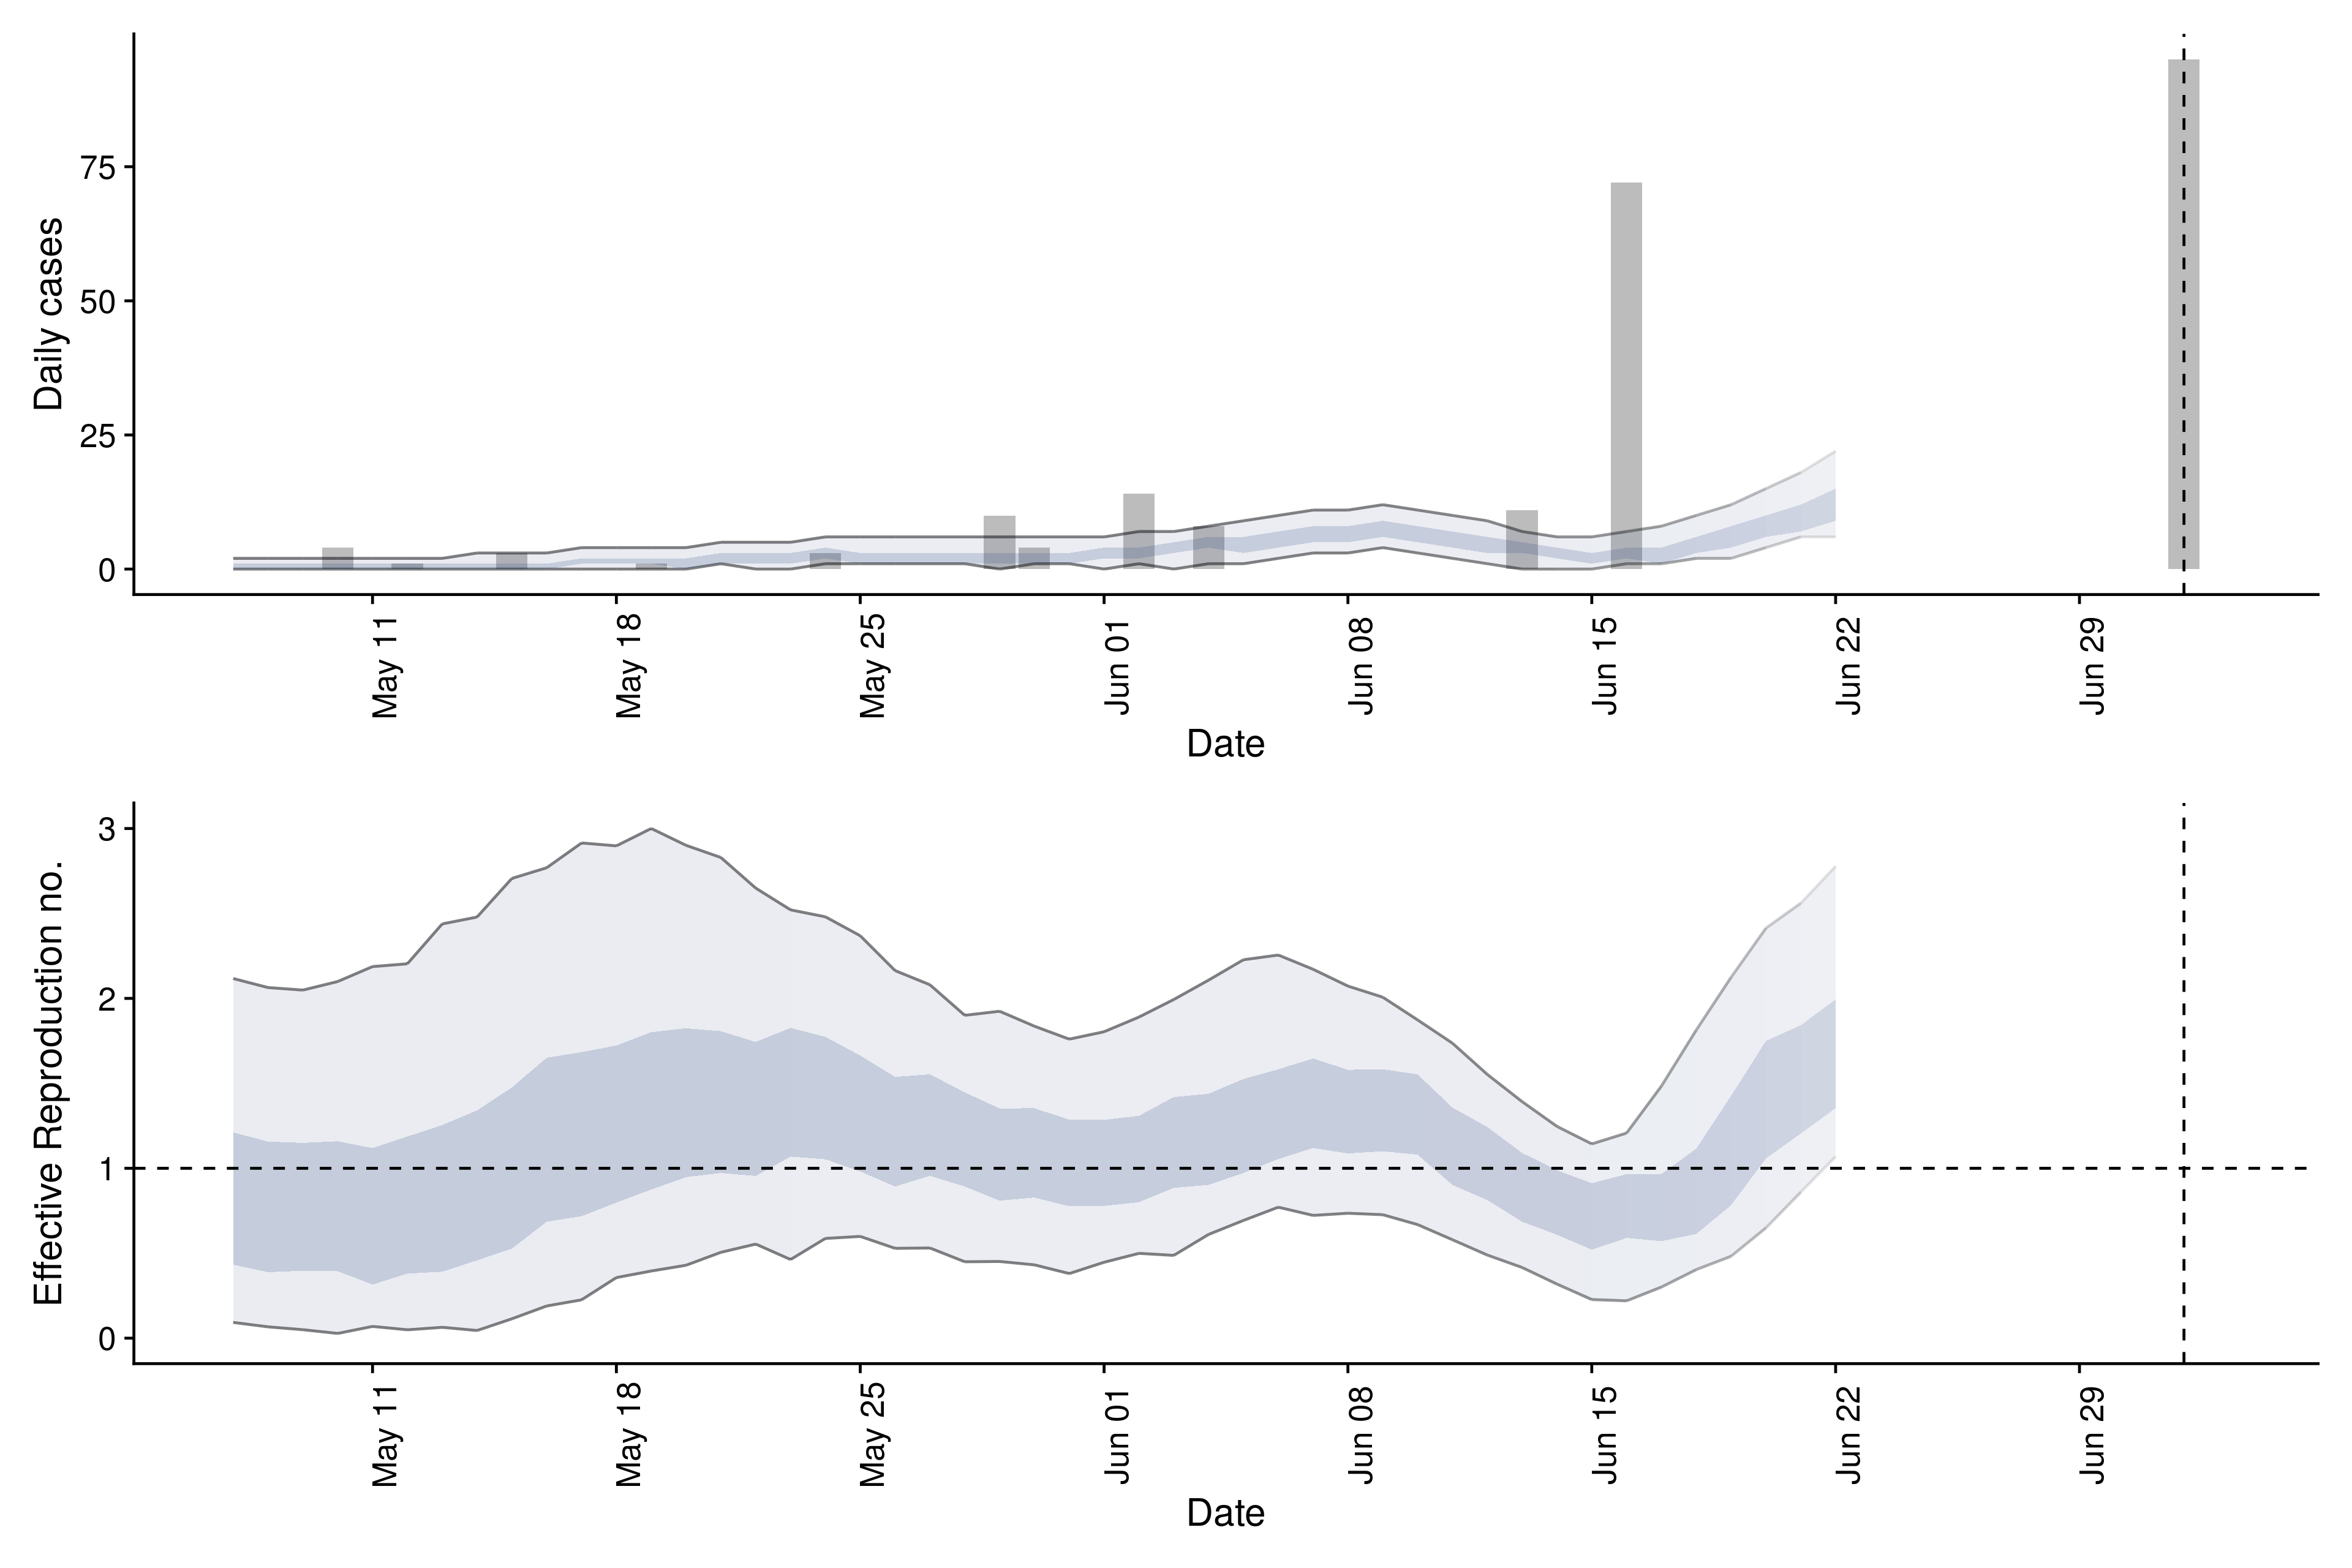 Daily cases
75
50
25
0
May 11
May 18
May 25
Jun 01
Jun 08
Jun 15
Jun 22
Jun 29
Date
Effective Reproduction no.
3
2
1
0
May 11
May 18
May 25
Jun 01
Jun 08
Jun 15
Jun 22
Jun 29
Date